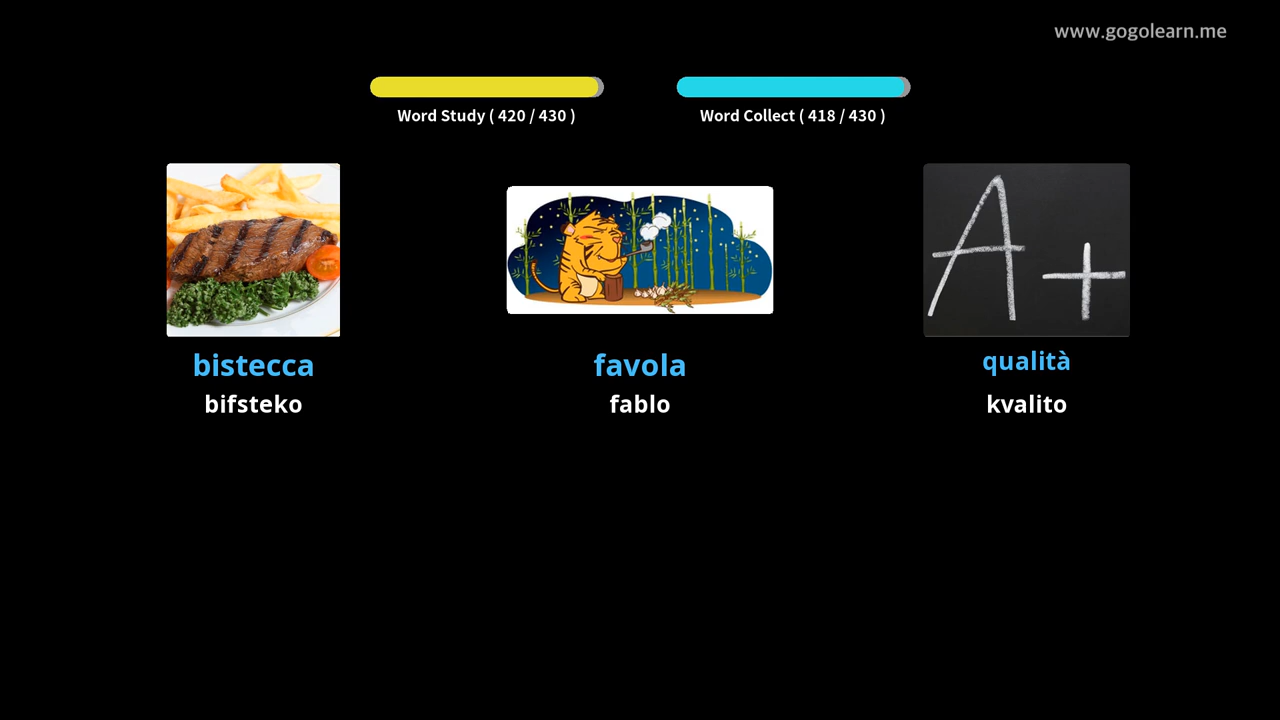 www.gogolearn.me
Word Study ( 420 / 430 )
Word Collect ( 418 / 430 )
A+
bistecca
bifsteko
favola
fablo
qualità
kvalito